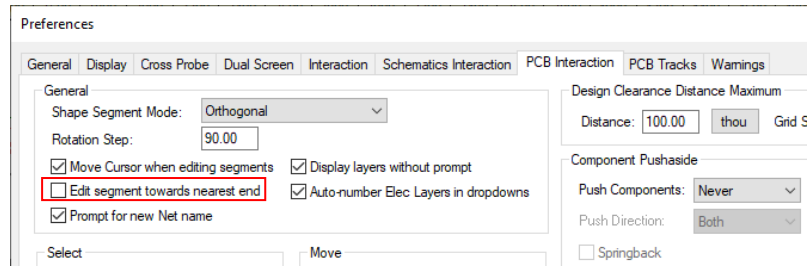 Preferences
General Display Cross Probe Dual Screen Interaction Schematics Interaction PCB Interaction PCB Tracks Warnings
General
Shape Segment Mode: Orthogonal
Rotation Step: 90.00
Move Cursor when editing segments Display layers without prompt
Edit segment towards nearest end Auto-number Elec Layers in dropdowns
Prompt for new Net name
Select
Move
Design Clearance Distance Maximum
Distance: 100.00 thou Grid S
Component Pushaside
Push Components: Never
Push Direction: Both
Springback